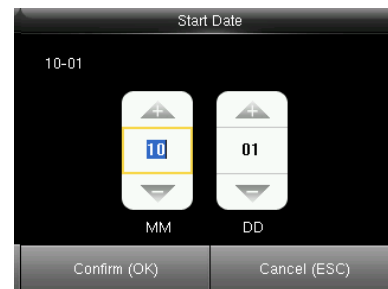 Start Date
10-01
10 01
MM DD
Confirm (OK) Cancel (ESC)